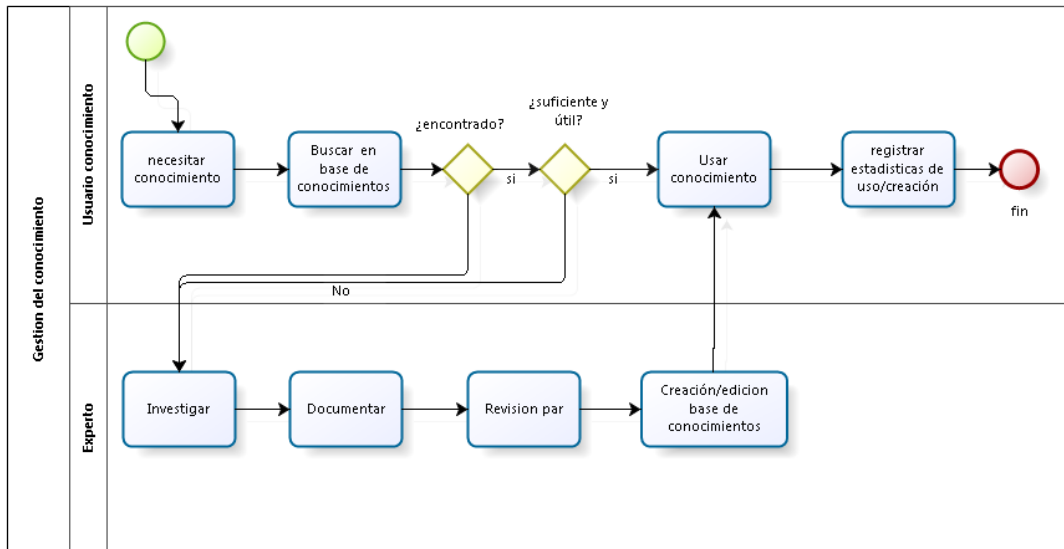 Gestion del conocimiento
Usuario conocimiento
necesitar
conocimiento
Buscar en
base de
conocimientos
¿encontrado?
si
¿suficiente y
útil?
si
Usar
conocimiento
registrar
estadisticas de
uso/creación
fin
No
Experto
Investigar
Documentar
Revision par
Creación/edicion
base de
conocimientos